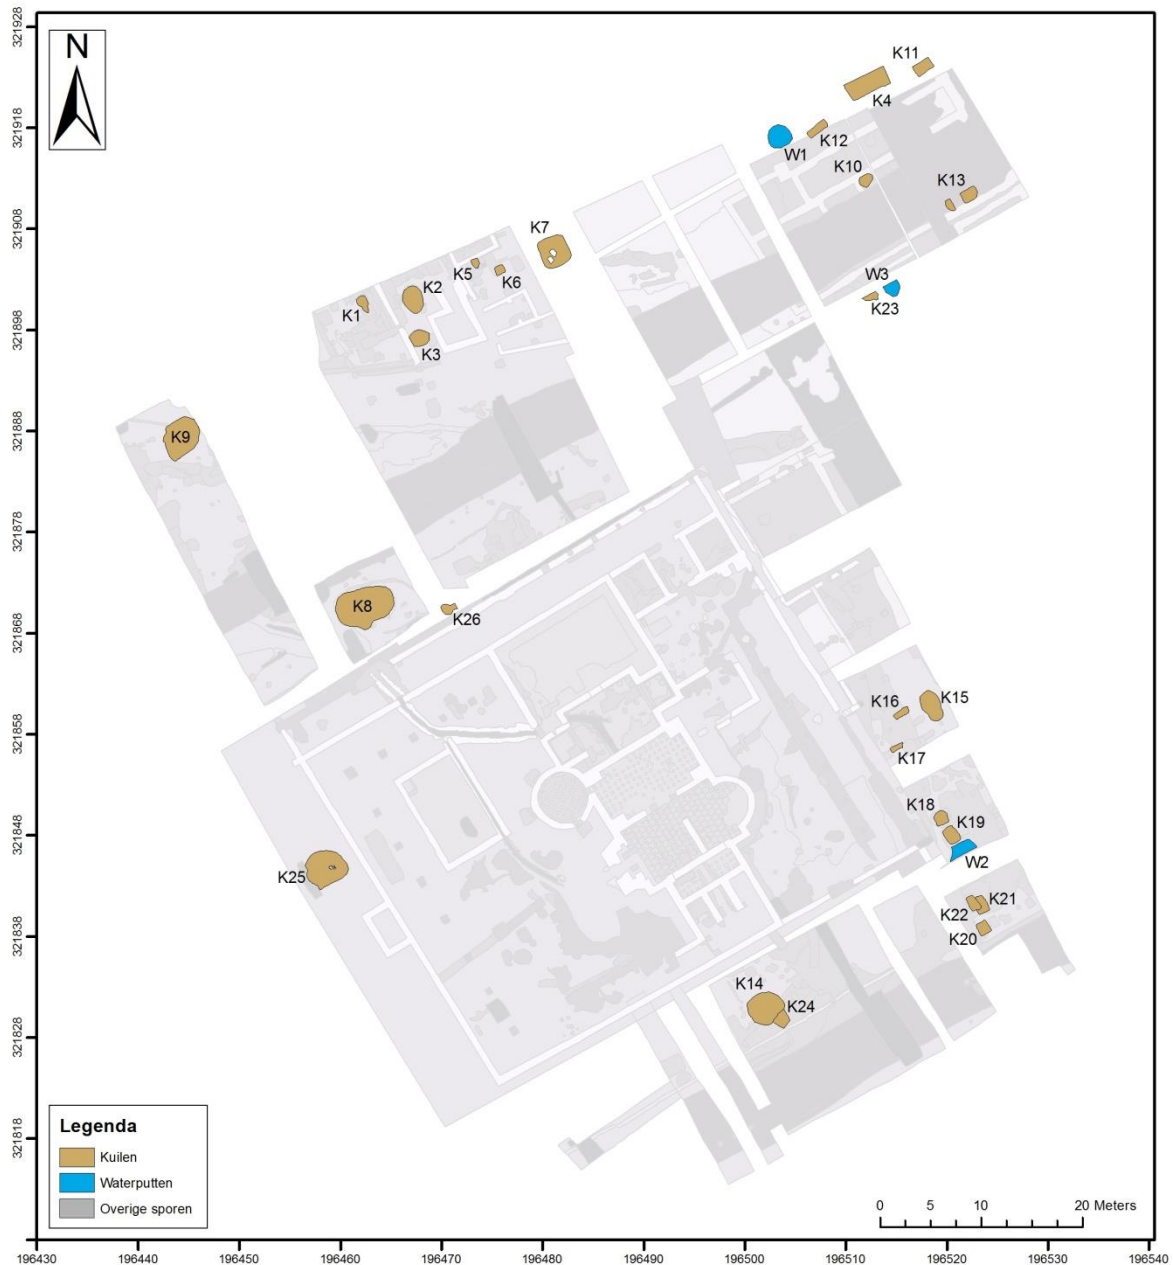 321928
N
K11
K4
321918
W1
K12
K10
K13
321908
K7
K5
K6
W3
K2
K1
K23
321898
K3
321888
K9
321878
K8
K26
321868
K16
K15
321858
K17
K18
K19
321848
W2
K25
K22
K21
K20
321838
K14
K24
321828
Legenda
321818
Kuilen
Waterputten
Overige sporen
0 5 10 20 Meters
196430 196440 196450 196460 196470 196480 196490 196500 196510 196520 196530 196540